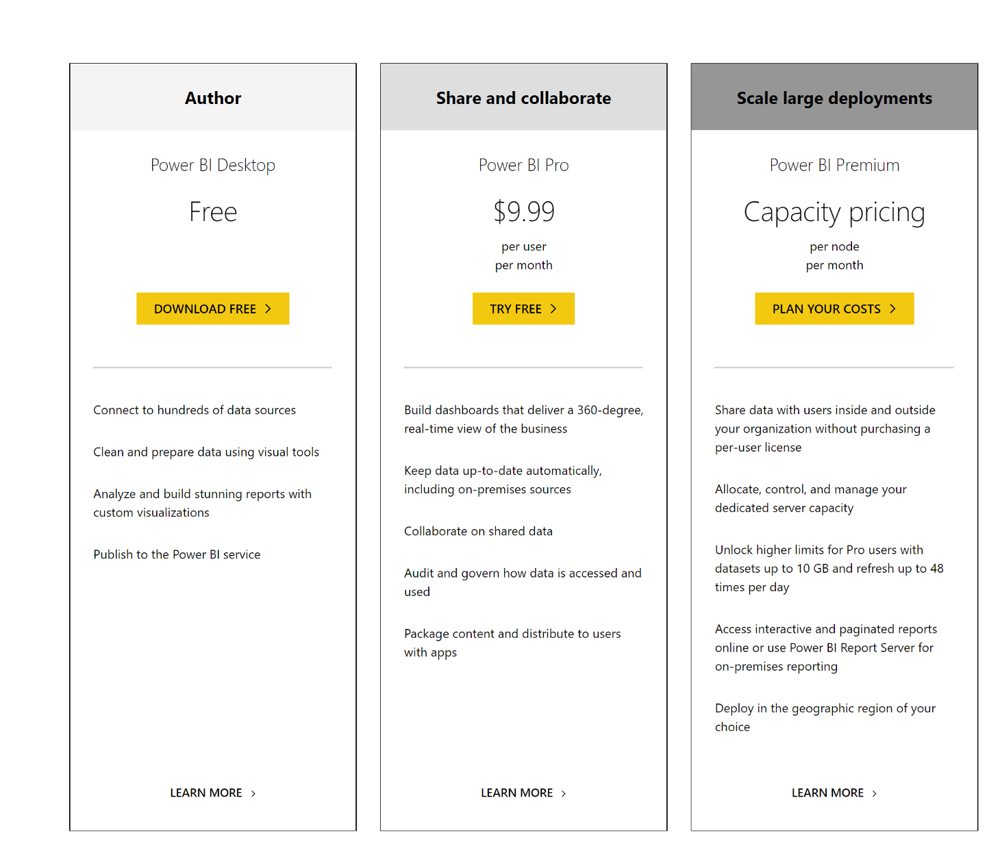 Author
Power BI Desktop
Free
DOWNLOAD FREE
Connect to hundreds of data sources
Clean and prepare data using visual tools
Analyze and build stunning reports with
custom visualizations
Publish to the Power BI service
LEARN MORE
Share and collaborate
Power BI Pro
$9.99
per user
per month
TRY FREE
Build dashboards that deliver a 360-degree,
real-time view of the business
Keep data up-to-date automatically,
including on-premises sources
Collaborate on shared data
Audit and govern how data is accessed and
used
Package content and distribute to users
with apps
LEARN MORE
Scale large deployments
Power BI Premium
Capacity pricing
per node
per month
PLAN YOUR COSTS
Share data with users inside and outside
your organization without purchasing a
per-user license
Allocate, control, and manage your
dedicated server capacity
Unlock higher limits for Pro users with
datasets up to 10 GB and refresh up to 48
times per day
Access interactive and paginated reports
online or use Power BI Report Server for
on-premises reporting
Deploy in the geographic region of your
choice
LEARN MORE